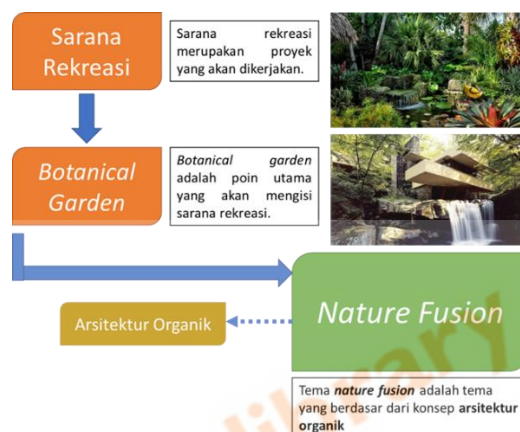 Sarana
Rekreasi
Sarana rekreasi
merupakan proyek
yang akan dikerjakan.
Botanical
Garden
Botanical garden
adalah poin utama
yang akan mengisi
sarana rekreasi.
Arsitektur Organik
Nature Fusion
Tema nature fusion adalah tema
yang berdasar dari konsep arsitektur
organik
library